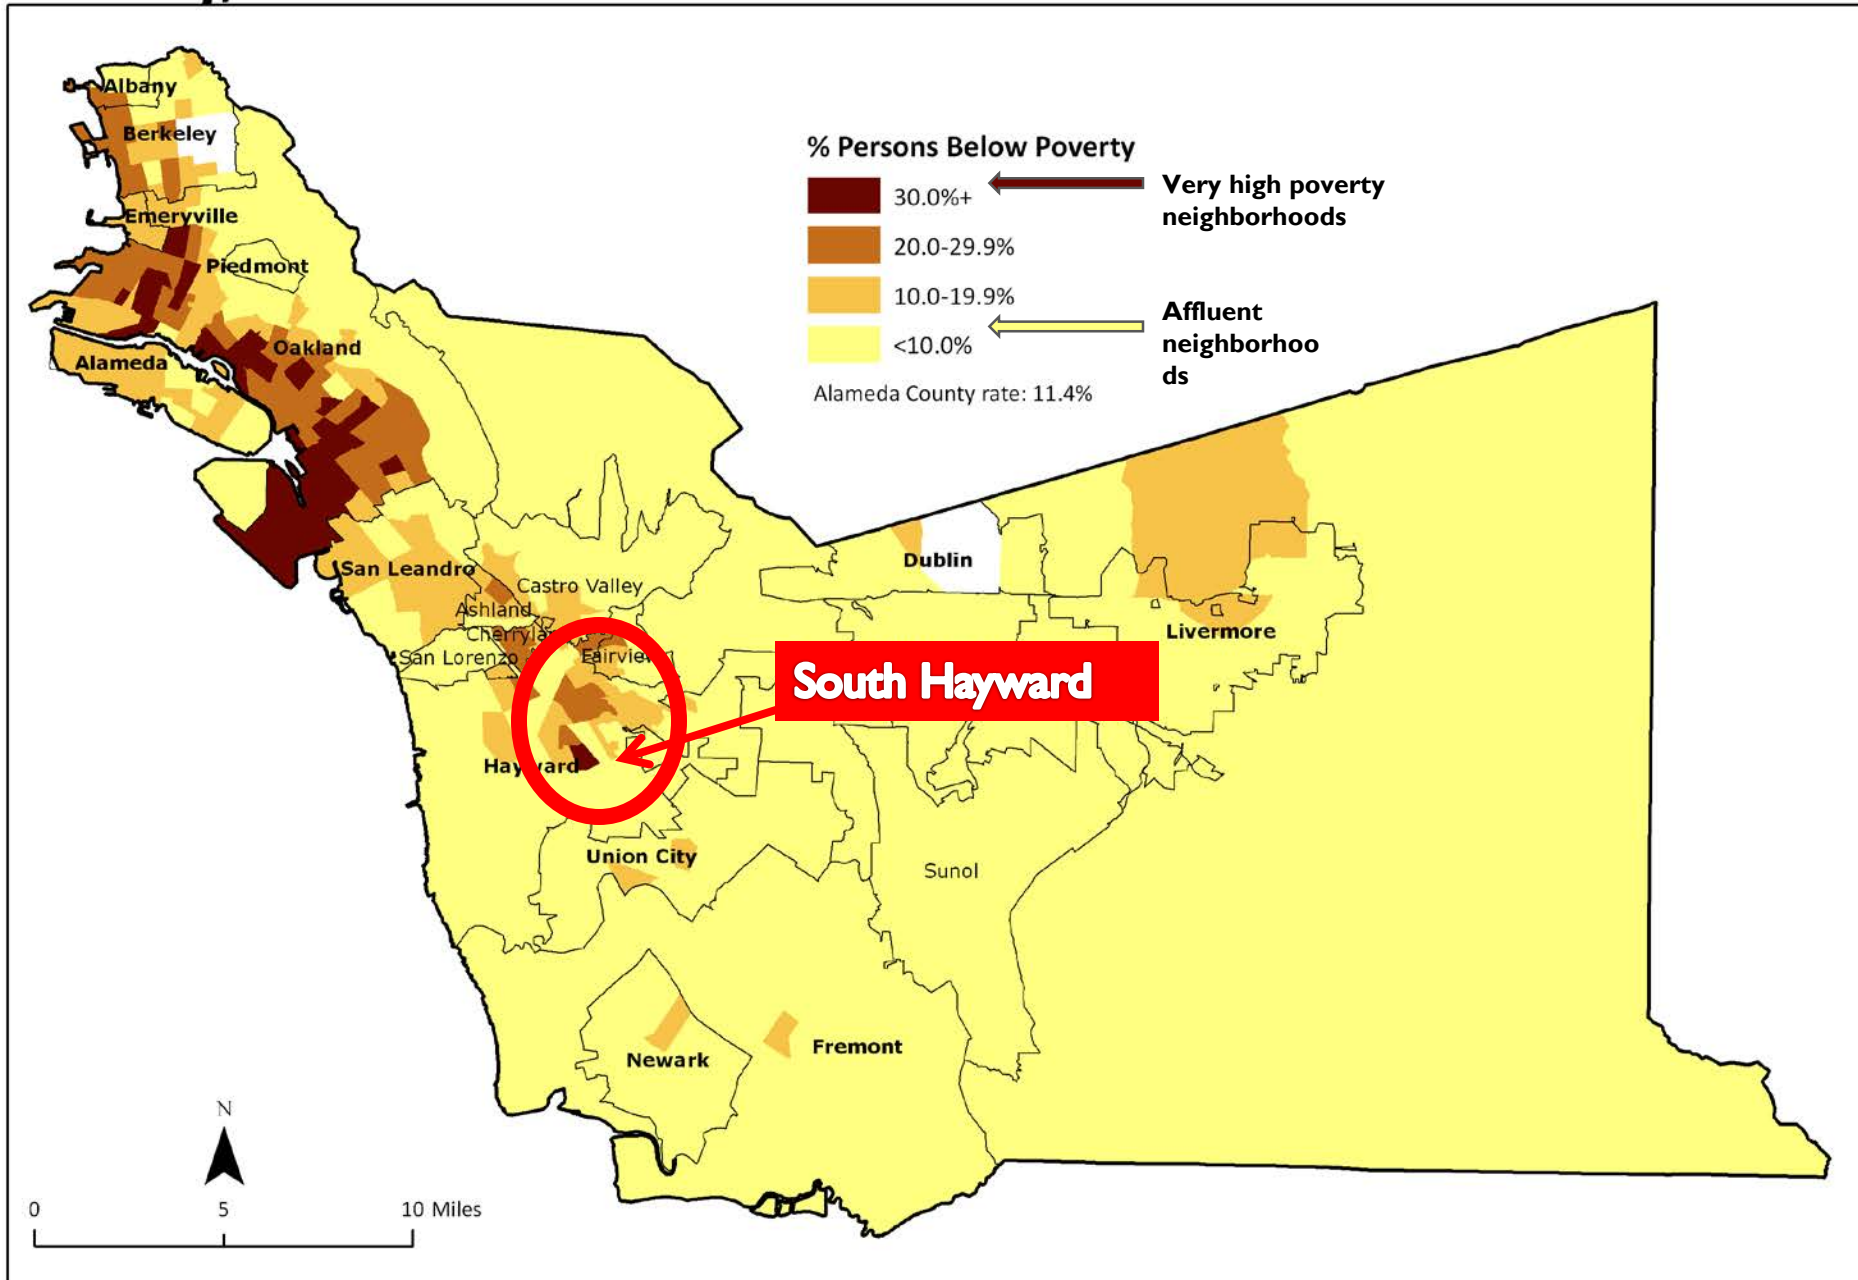 Albany
Berkeley
Emeryville
Piedmont
Oakland
Alameda
% Persons Below Poverty
30.0%+
20.0-29.9%
10.0-19.9%
<10.0%
Alameda County rate: 11.4%
Very high poverty
neighborhoods
Affluent
neighborhoo
ds
San Leandro
Castro Valley
Ashland
San Lorenzo
Fairview
Dublin
Livermore
South Hayward
Hayward
Union City
Sunol
Newark
Fremont
N
0 5 10 Miles